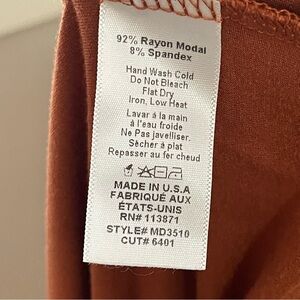 92% Rayon Modal
8% Spandex
Hand Wash Cold
Do Not Bleach
Flat Dry
Iron, Low Heat
Lavar á la main
á l'eau froide
Ne Pas javelliser.
Sècher á plat
Repasser au fer cheud
MADE IN U.S.A
FABRIQUÉ AUX
ÉTATS-UNIS
RN# 113871
STYLE# MD3510
CUT# 6401